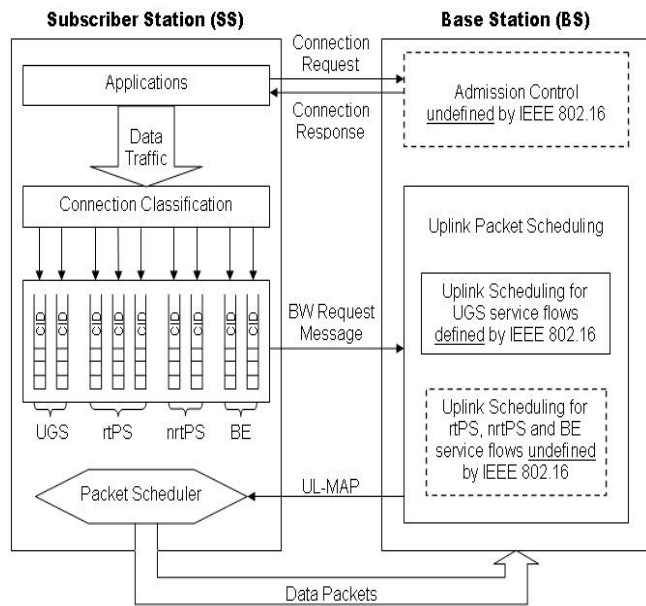 Subscriber Station (SS)
Base Station (BS)
Connection
Request
Applications
Admission Control
undefined by IEEE 802.16
Connection
Response
Data
Traffic
Connection Classification
Uplink Packet Scheduling
CID
CID
CID
CID
CID
CID
CID
CID
CID
BW Request
Message
Uplink Scheduling for
UGS service flows
defined by IEEE 802.16
UGS
rtPS
nrtPS
BE
Uplink Scheduling for
rtPS, nrtPS and BE
service flows undefined
by IEEE 802.16
Packet Scheduler
UL-MAP
Data Packets